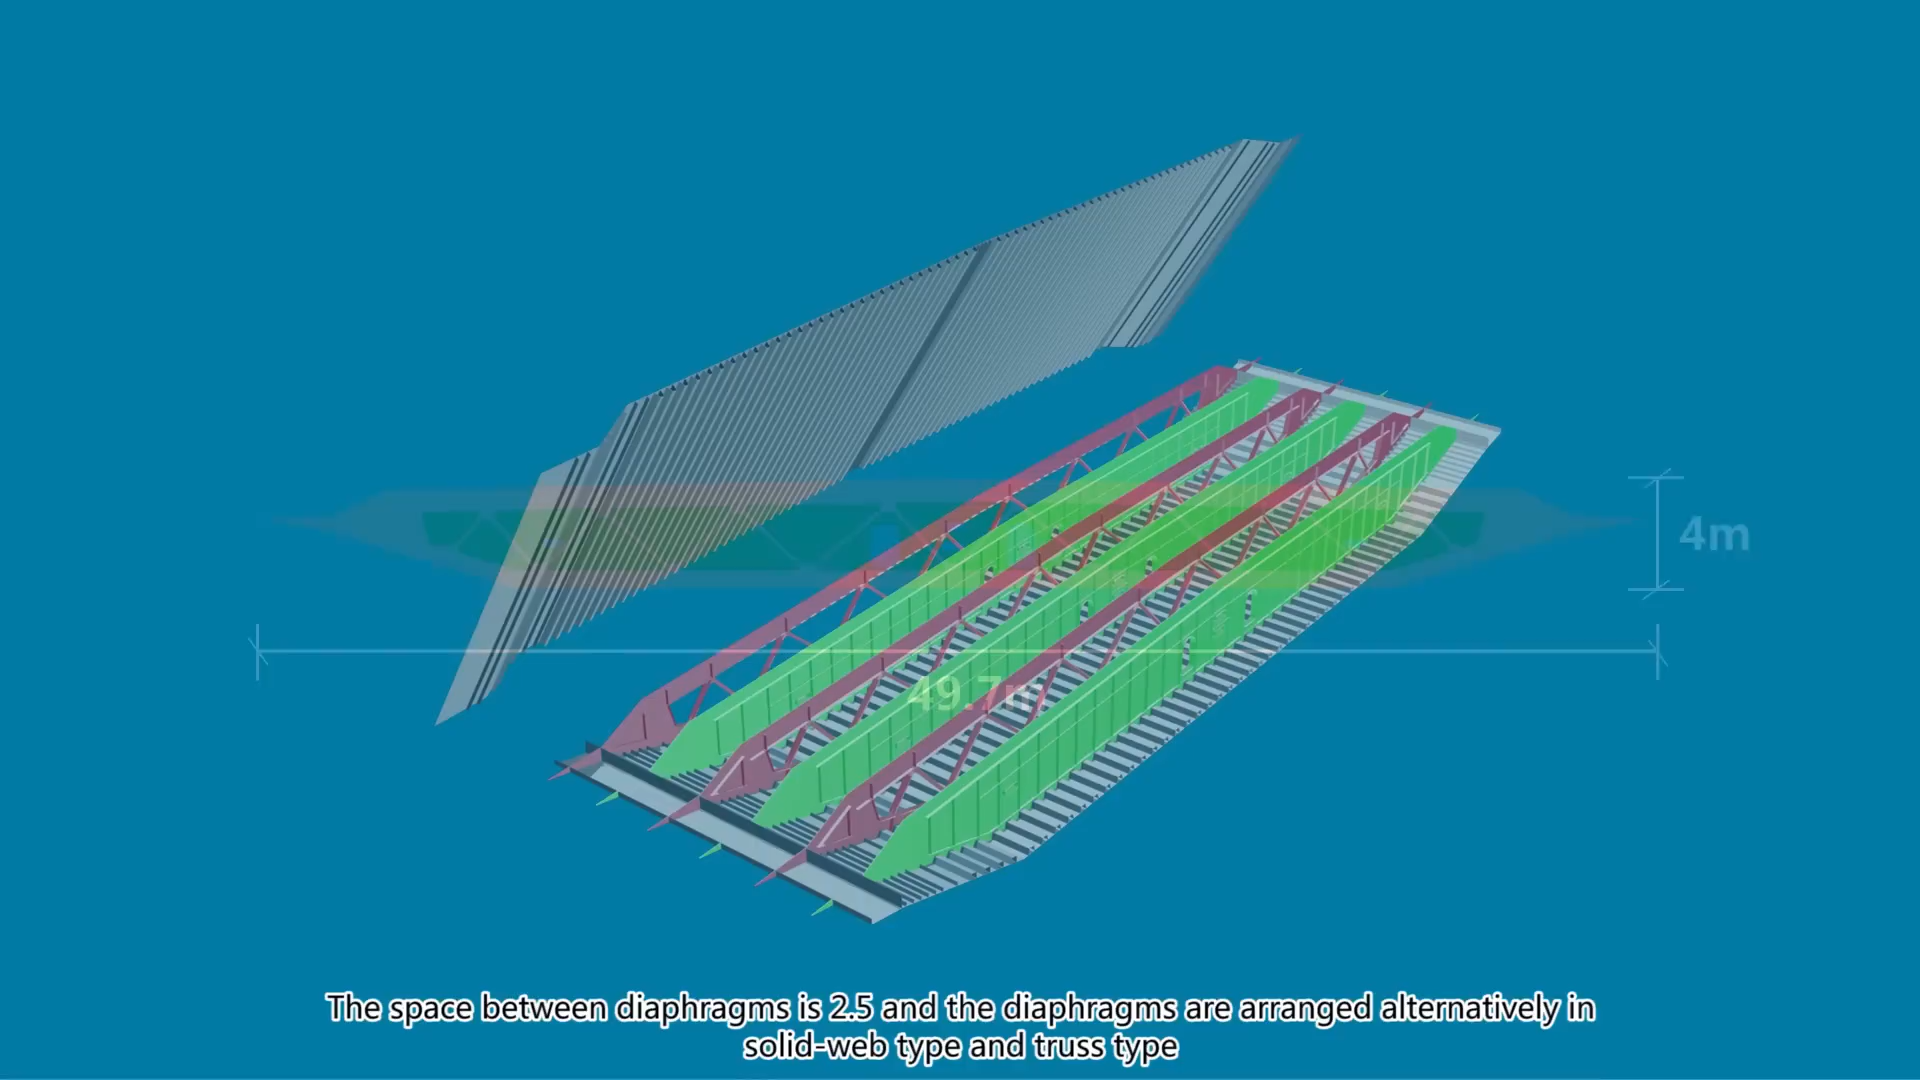 4m
49.7m
The space between diaphragms is 2.5 and the diaphragms are arranged alternatively in
solid-web type and truss type